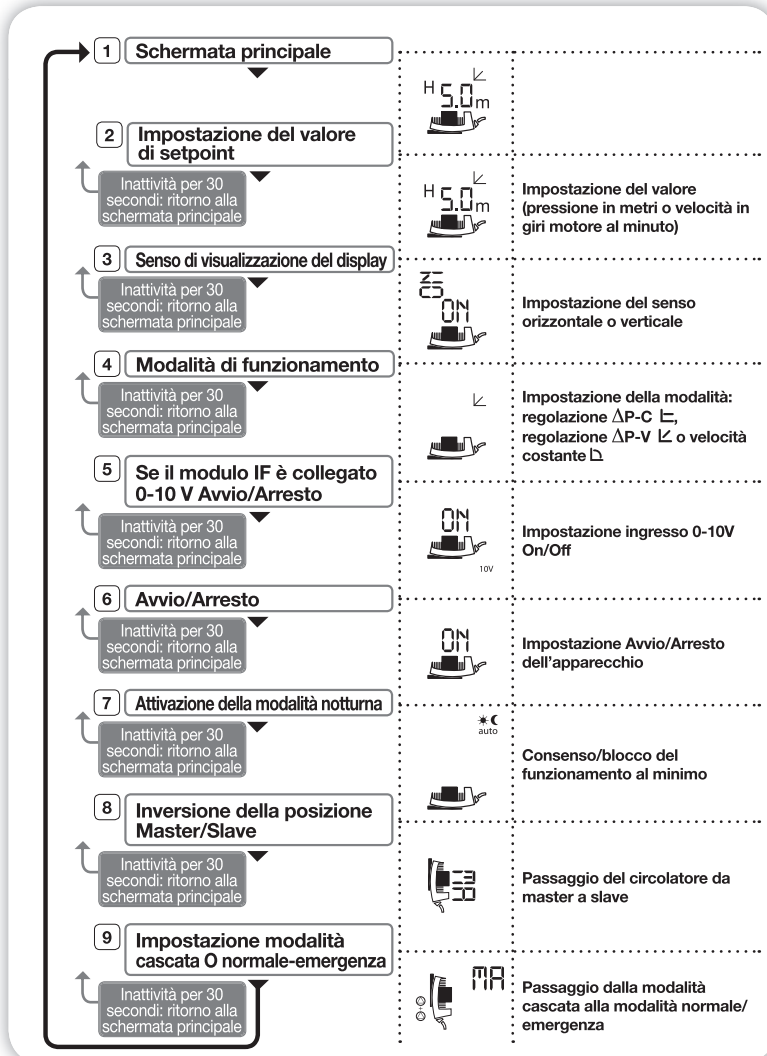 1 Schermata principale
H 5.0 m
2 Impostazione del valore
di setpoint
Inattività per 30
secondi: ritorno alla
schermata principale
H 5.0 m
Impostazione del valore
(pressione in metri o velocità in
giri motore al minuto)
3 Senso di visualizzazione del display
Inattività per 30
secondi: ritorno alla
schermata principale
ON
Impostazione del senso
orizzontale o verticale
4 Modalità di funzionamento
Inattività per 30
secondi: ritorno alla
schermata principale
Impostazione della modalità:
regolazione ΔP-C ,
regolazione ΔP-V o velocità
costante
5 Se il modulo IF è collegato
0-10 V Avvio/Arresto
Inattività per 30
secondi: ritorno alla
schermata principale
ON
10V
Impostazione ingresso 0-10V
On/Off
6 Avvio/Arresto
Inattività per 30
secondi: ritorno alla
schermata principale
ON
Impostazione Avvio/Arresto
dell'apparecchio
7 Attivazione della modalità notturna
Inattività per 30
secondi: ritorno alla
schermata principale
auto
Consenso/blocco del
funzionamento al minimo
8 Inversione della posizione
Master/Slave
Inattività per 30
secondi: ritorno alla
schermata principale
Passaggio del circolatore da
master a slave
9 Impostazione modalità
cascata O normale-emergenza
Inattività per 30
secondi: ritorno alla
schermata principale
MA
Passaggio dalla modalità
cascata alla modalità normale/
emergenza